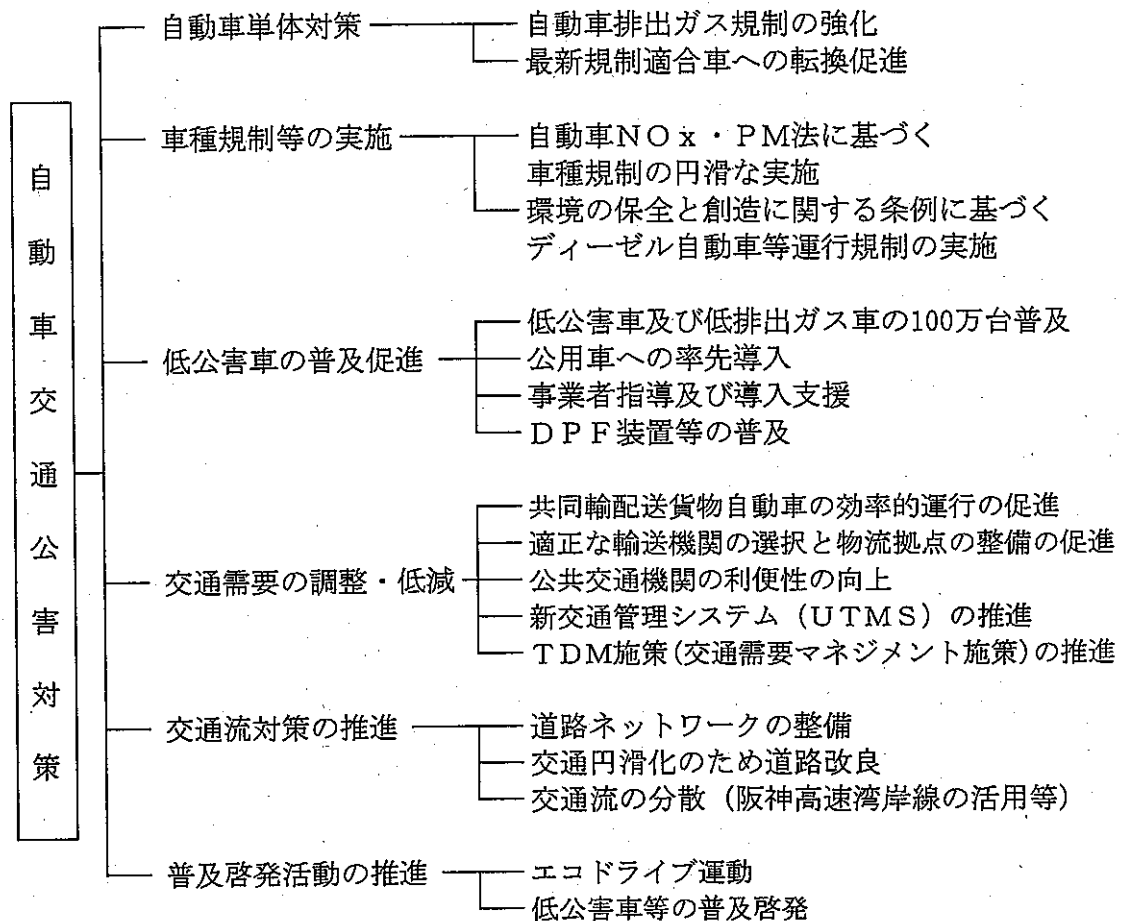 自動車交通公害対策
自動車単体対策
自動車排出ガス規制の強化
最新規制適合車への転換促進
車種規制等の実施
自動車NOx・PM法に基づく
車種規制の円滑な実施
環境の保全と創造に関する条例に基づく
ディーゼル自動車等運行規制の実施
低公害車の普及促進
低公害車及び低排出ガス車の100万台普及
公用車への率先導入
事業者指導及び導入支援
DPF装置等の普及
交通需要の調整・低減
共同輸配送貨物自動車の効率的運行の促進
適正な輸送機関の選択と物流拠点の整備の促進
公共交通機関の利便性の向上
新交通管理システム(UTMS)の推進
TDM施策(交通需要マネジメント施策)の推進
交通流対策の推進
道路ネットワークの整備
交通円滑化のため道路改良
交通流の分散(阪神高速湾岸線の活用等)
普及啓発活動の推進
エコドライブ運動
低公害車等の普及啓発